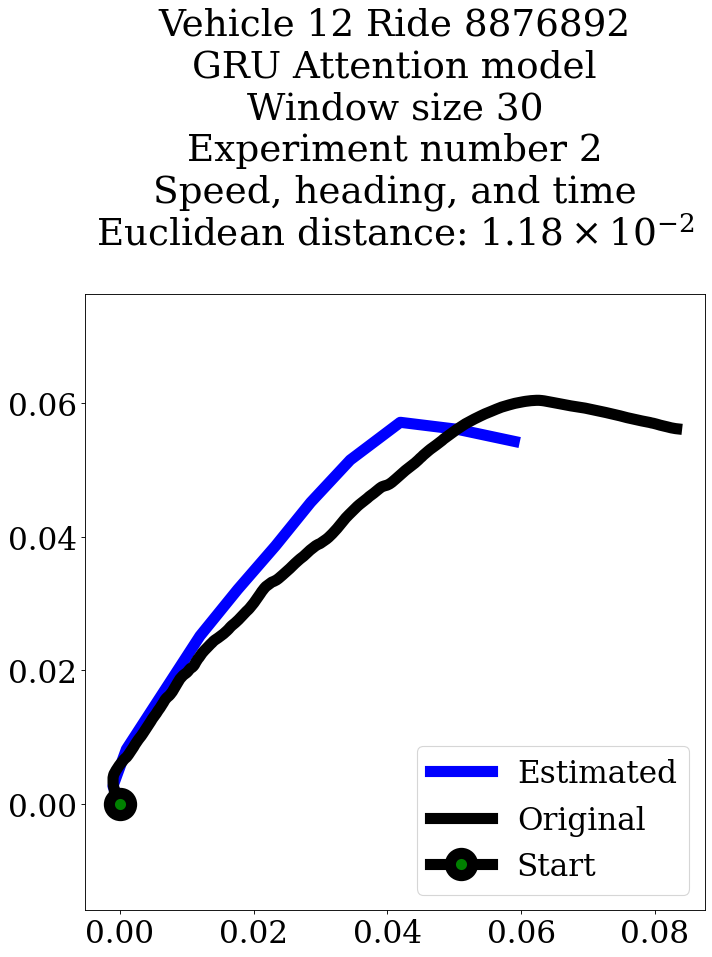 Vehicle 12 Ride 8876892
GRU Attention model
Window size 30
Experiment number 2
Speed, heading, and time
Euclidean distance: 1.18 × 10⁻²
0.06
0.04
0.02
0.00
Estimated
Original
Start
0.00 0.02 0.04 0.06 0.08